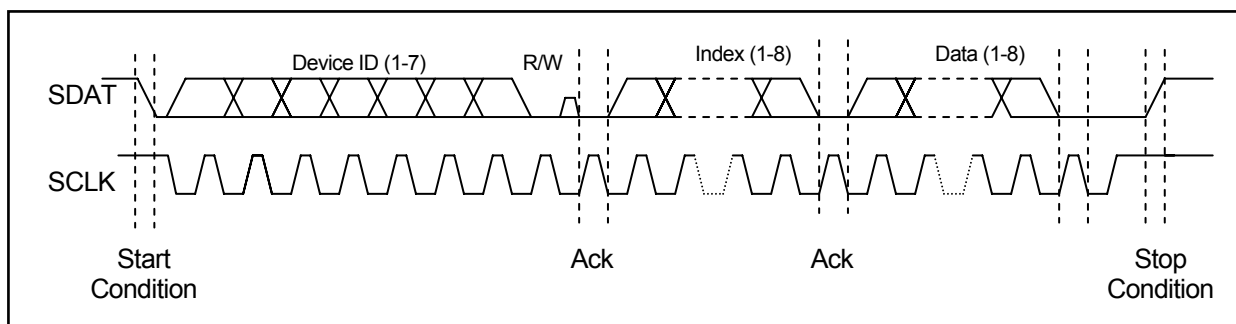 Device ID (1-7)
R/W
Index (1-8)
Data (1-8)
SDAT
SCLK
Start
Condition
Ack
Ack
Stop
Condition